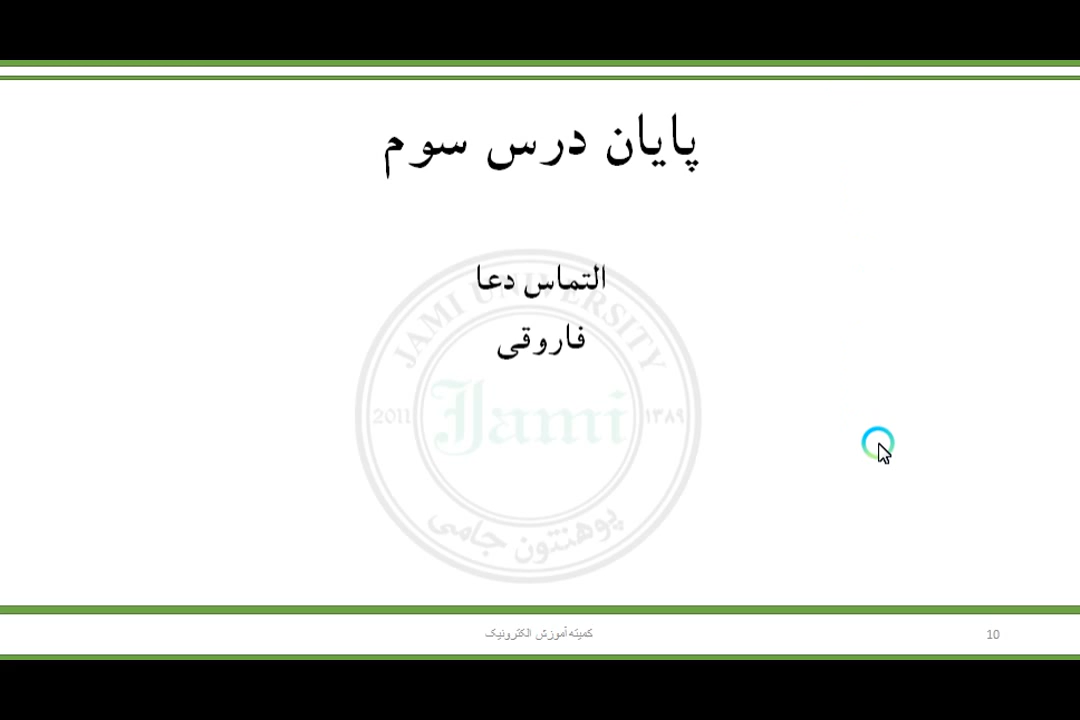 پایان درس سوم
التماس دعا
فاروقی
JAMI UNIVERSITY
2011
Jami
۱۳۸۹
پوهنتون جامی
کمیته آموزش الکترونیک
10